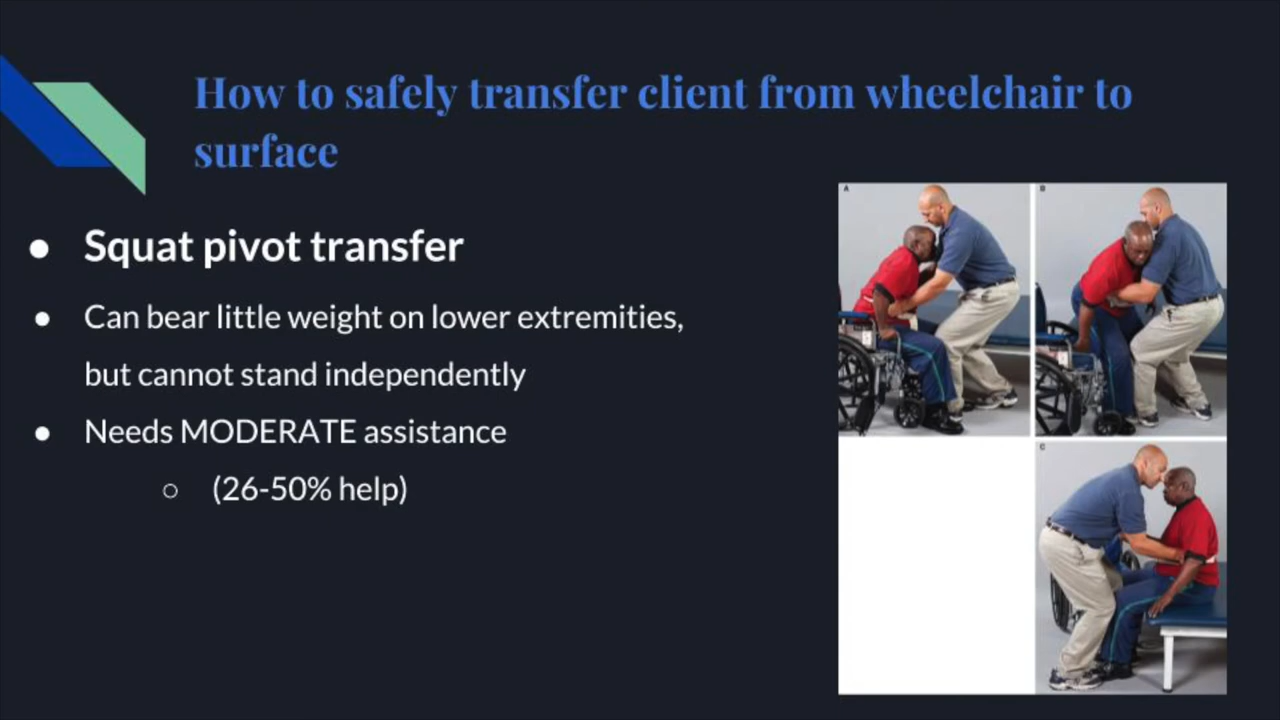 How to safely transfer client from wheelchair to
surface
● Squat pivot transfer
● Can bear little weight on lower extremities,
but cannot stand independently
● Needs MODERATE assistance
○ (26-50% help)
A
B
C